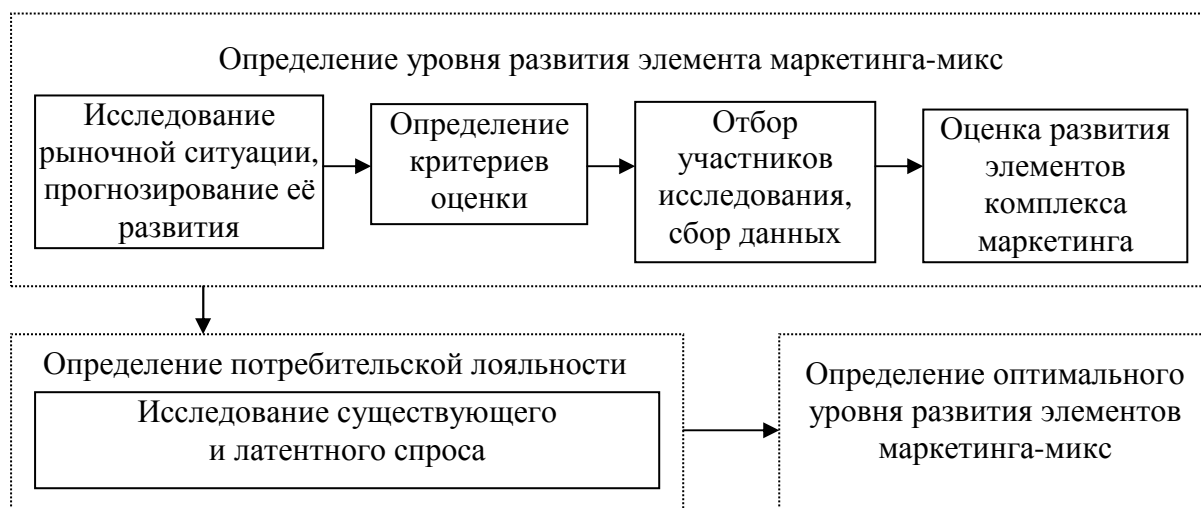 Определение уровня развития элемента маркетинга-микс
Исследование
рыночной ситуации,
прогнозирование её
развития
Определение
критериев
оценки
Отбор
участников
исследования,
сбор данных
Оценка развития
элементов
комплекса
маркетинга
Определение потребительской лояльности
Исследование существующего
и латентного спроса
Определение оптимального
уровня развития элементов
маркетинга-микс